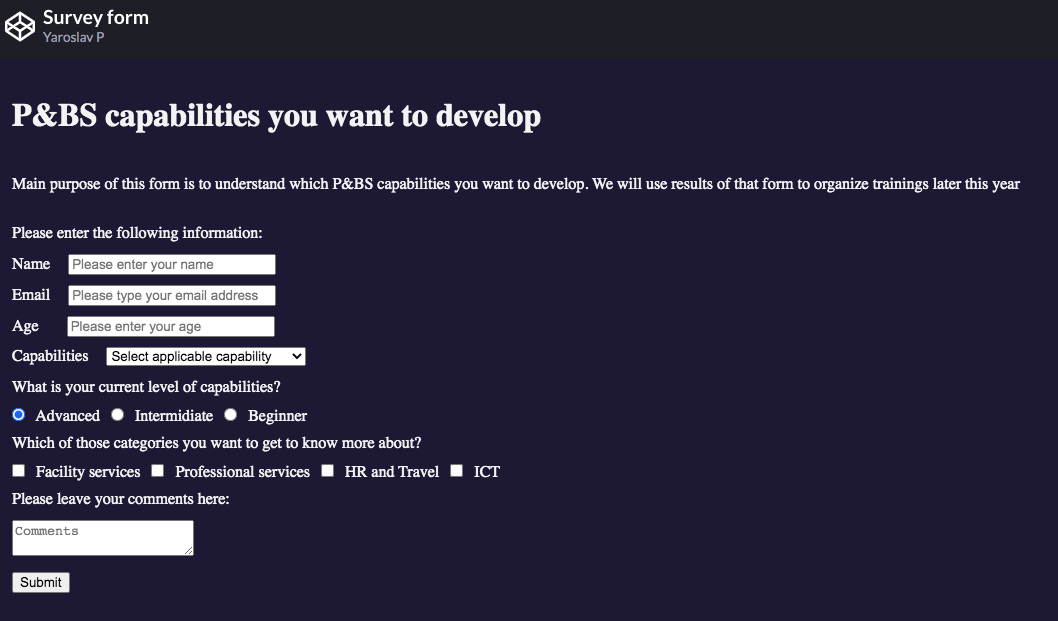 Survey form
Yaroslav P
P&BS capabilities you want to develop
Main purpose of this form is to understand which P&BS capabilities you want to develop. We will use results of that form to organize trainings later this year
Please enter the following information:
Name Please enter your name
Email Please type your email address
Age Please enter your age
Capabilities Select applicable capability
What is your current level of capabilities?
Advanced Intermidiate Beginner
Which of those categories you want to get to know more about?
Facility services Professional services HR and Travel ICT
Please leave your comments here:
Comments
Submit